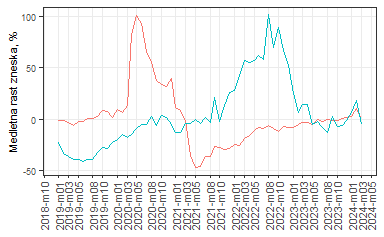 Medletna rast zneska, %
100
50
0
-50
2018-m10
2019-m01
2019-m03
2019-m05
2019-m08
2019-m10
2020-m01
2020-m03
2020-m05
2020-m08
2020-m10
2021-m01
2021-m03
2021-m05
2021-m08
2021-m10
2022-m01
2022-m03
2022-m05
2022-m08
2022-m10
2023-m01
2023-m03
2023-m05
2023-m08
2023-m10
2024-m01
2024-m03
2024-m05